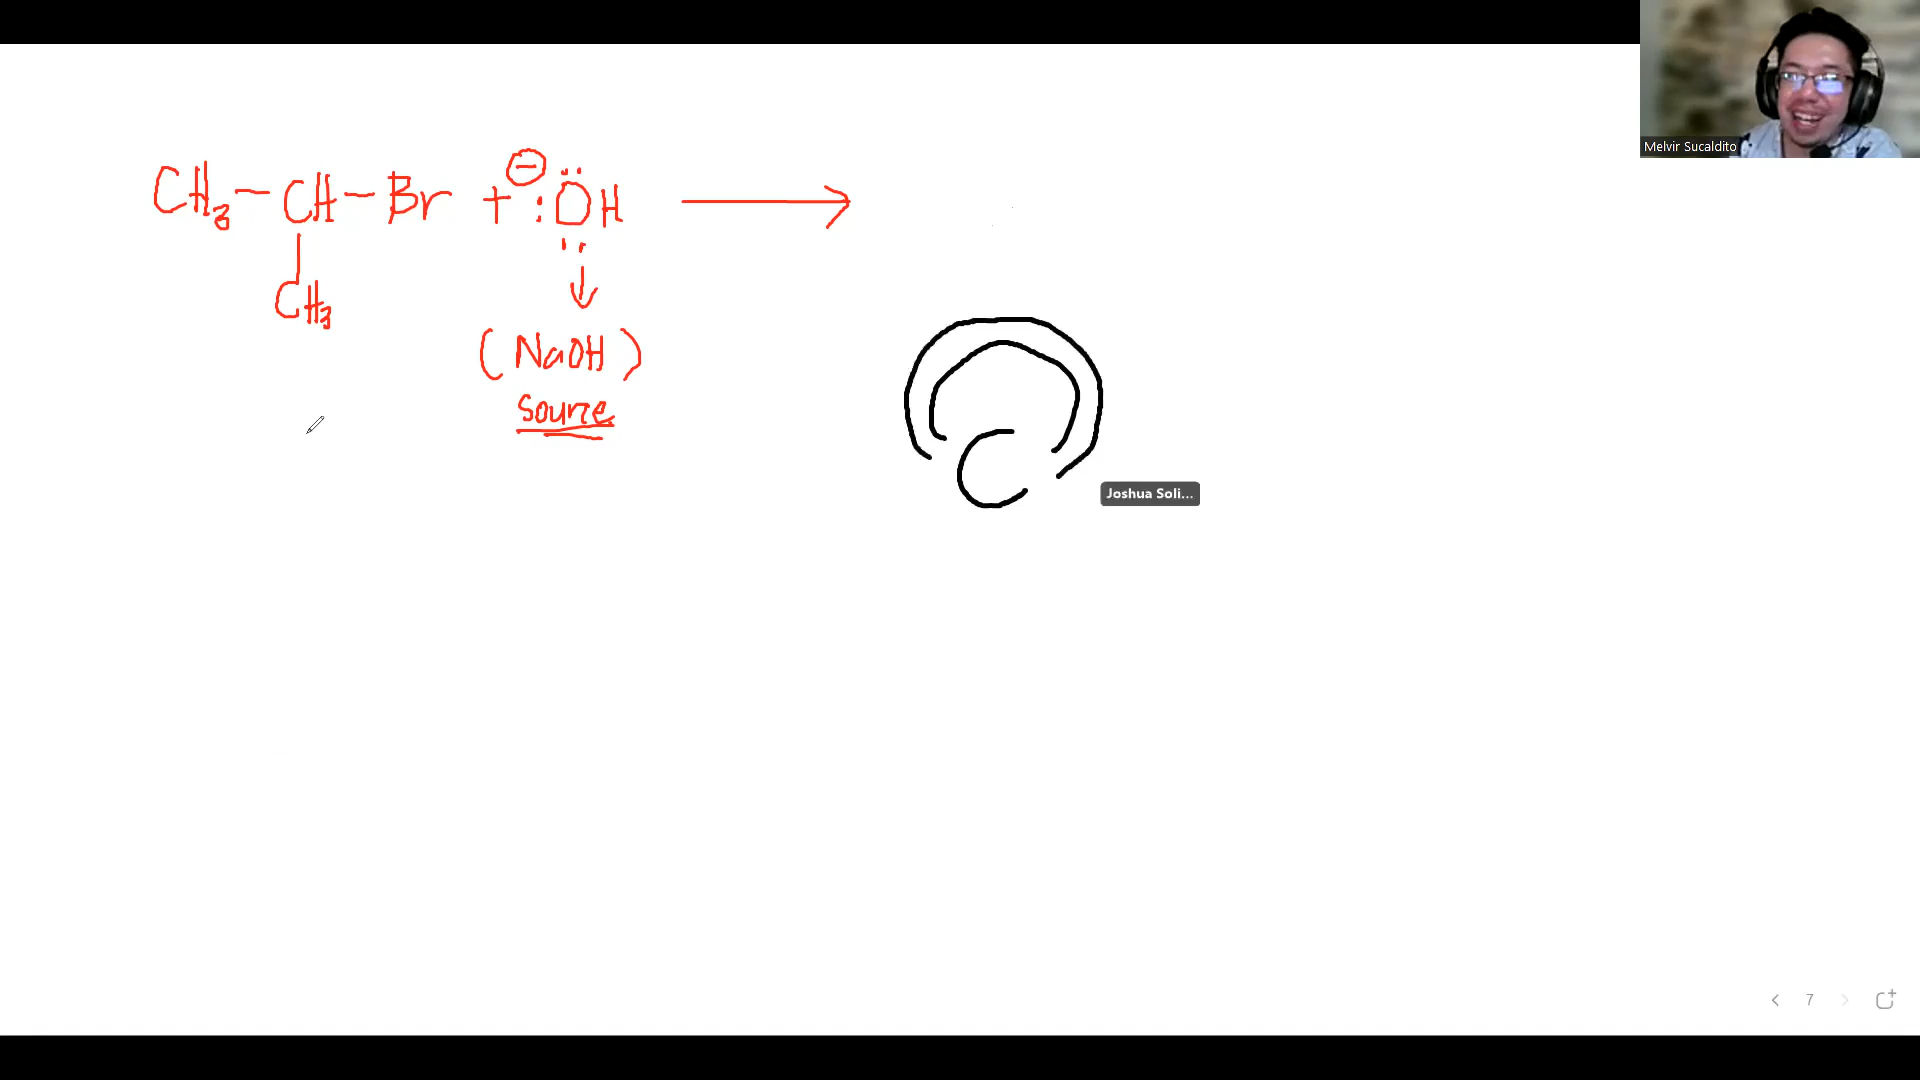 Melvir Sucaldito
CH3 - CH - Br + ⊖:ÖH ⟶
CH3
↓
(NaOH)
Source
Joshua Soli...
7